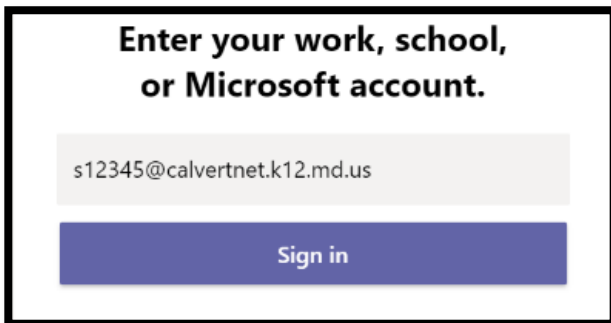 Enter your work, school,
or Microsoft account.
s12345@calvertnet.k12.md.us
Sign in